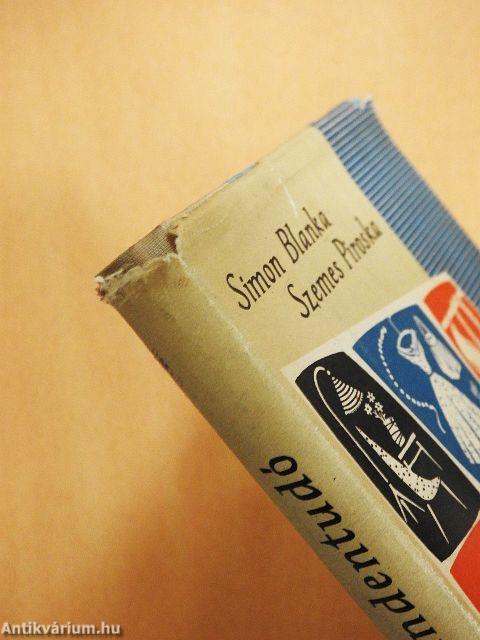 Simon Blanka
Szemes Piroska
ndentudó
Antikvárium.hu